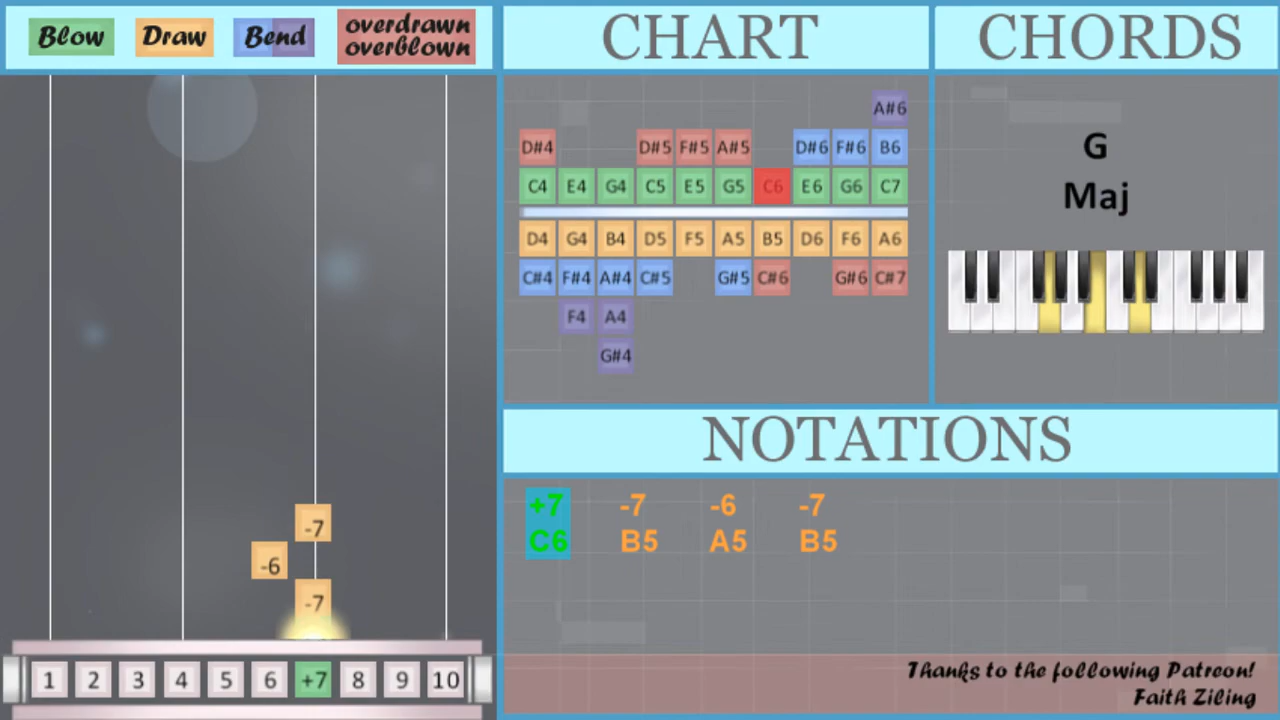 Blow Draw Bend overdrawn
overblown
CHART
CHORDS
A#6
D#4 D#5 F#5 A#5 D#6 F#6 B6
C4 E4 G4 C5 E5 G5 C6 E6 G6 C7
D4 G4 B4 D5 F5 A5 B5 D6 F6 A6
C#4 F#4 A#4 C#5 G#5 C#6 G#6 C#7
F4 A4
G#4
G
Maj
NOTATIONS
+7 -7 -6 -7
C6 B5 A5 B5
-7
-6
-7
1 2 3 4 5 6 +7 8 9 10
Thanks to the following Patreon!
Faith Ziling